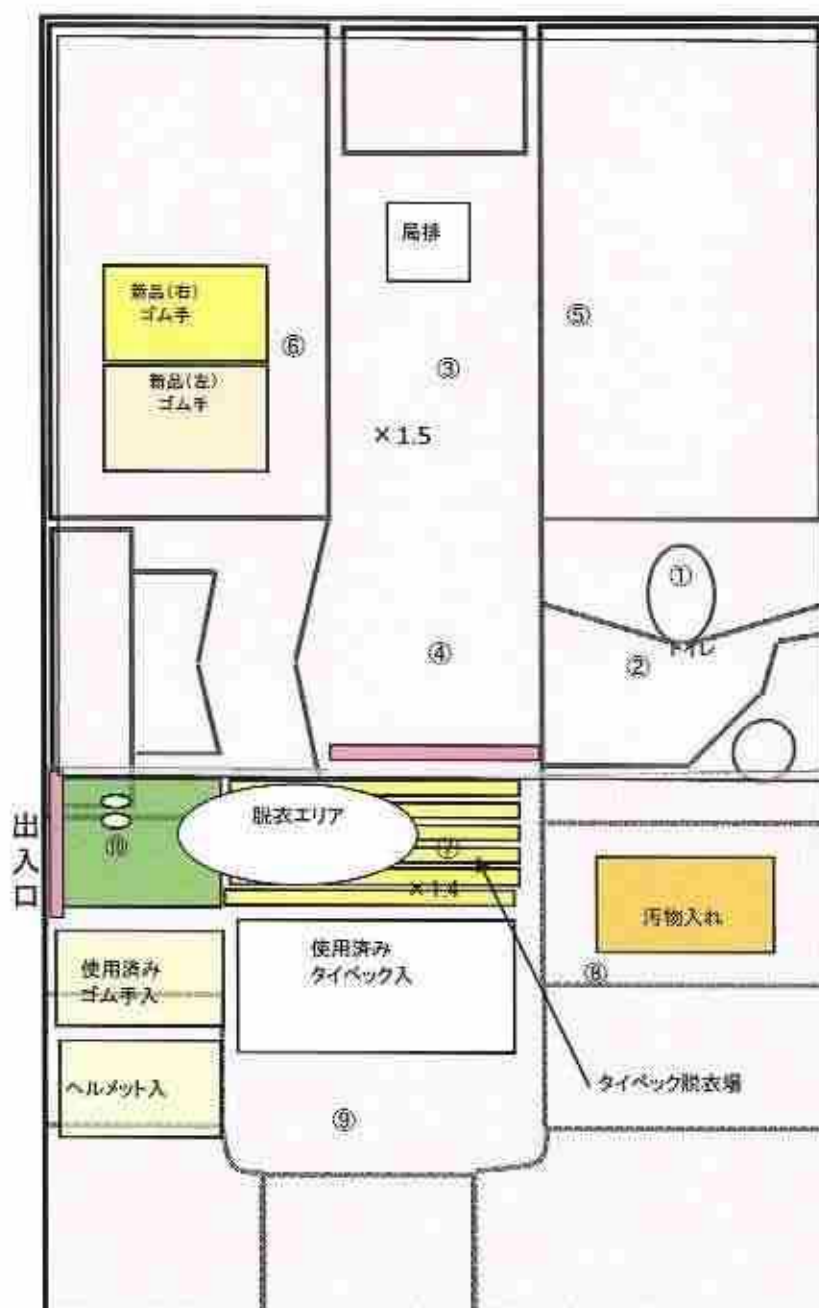 局排
新品(右)
ゴム手
⑤
⑥
③
新品(左)
ゴム手
×1.5
①
④
②
トイレ
出入口
脱衣エリア
⑩
⑦
×1.4
汚物入れ
使用済み
タイベック入
使用済み
ゴム手入
⑧
ヘルメット入
タイベック脱衣場
⑨